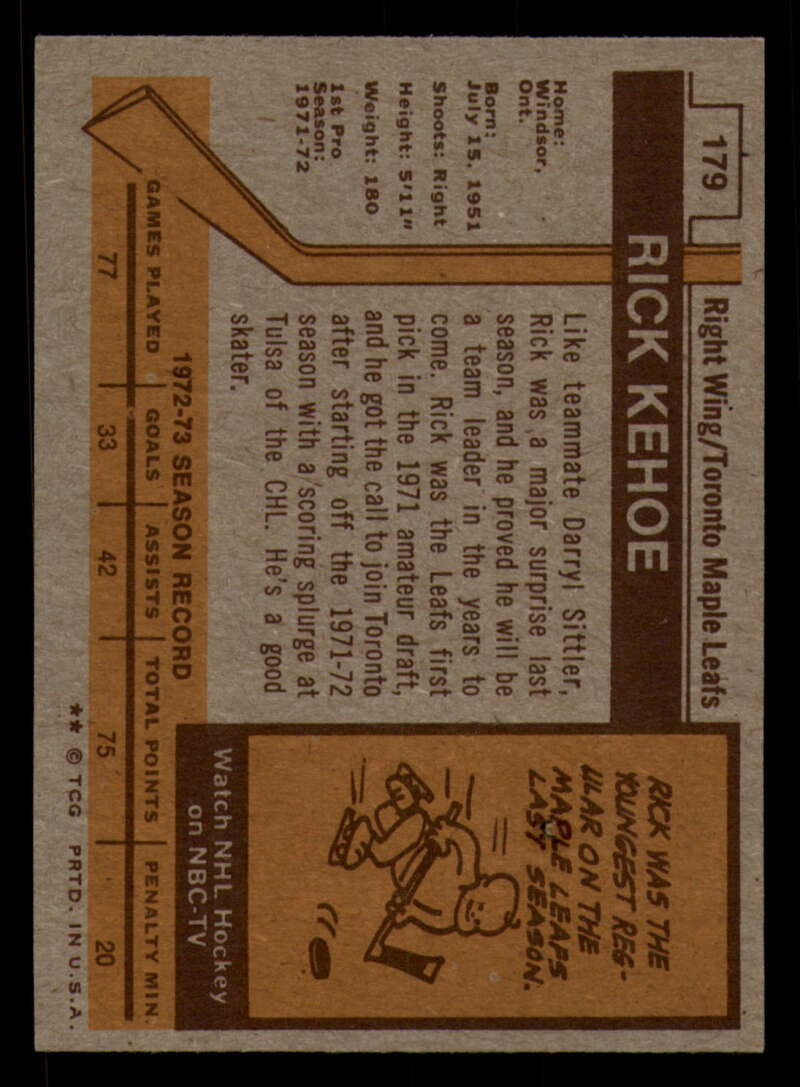 179
Right Wing/Toronto Maple Leafs
RICK KEHOE
Home:
Windsor,
Ont.
Born:
July 15, 1951
Shoots: Right
Height: 5'11"
Weight: 180
1st Pro
Season:
1971-72
Like teammate Darryl Sittler,
Rick was a major surprise last
season, and he proved he will be
a team leader in the years to
come. Rick was the Leafs first
pick in the 1971 amateur draft,
and he got the call to join Toronto
after starting off the 1971-72
season with a scoring splurge at
Tulsa of the CHL. He's a good
skater.
RICK WAS THE
YOUNGEST REG-
ULAR ON THE
MAPLE LEAFS
LAST SEASON.
Watch NHL Hockey
on NBC-TV
1972-73 SEASON RECORD
GAMES PLAYED GOALS ASSISTS TOTAL POINTS PENALTY MIN.
77 33 42 75 20
** © TCG PRTD. IN U.S.A.